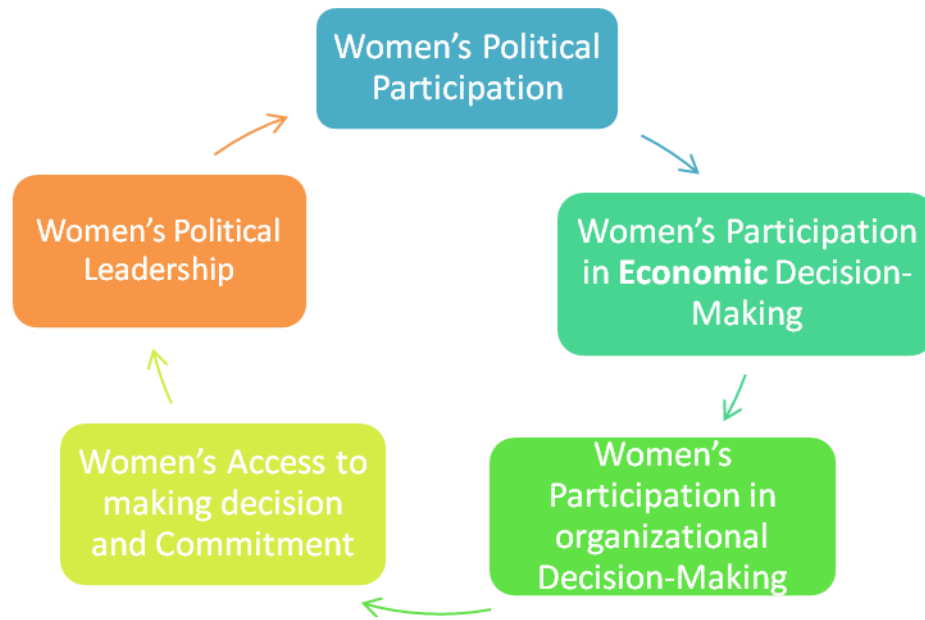 Women’s Political
Participation
Women’s Participation
in Economic Decision-
Making
Women’s
Participation in
organizational
Decision-Making
Women’s Access to
making decision
and Commitment
Women’s Political
Leadership